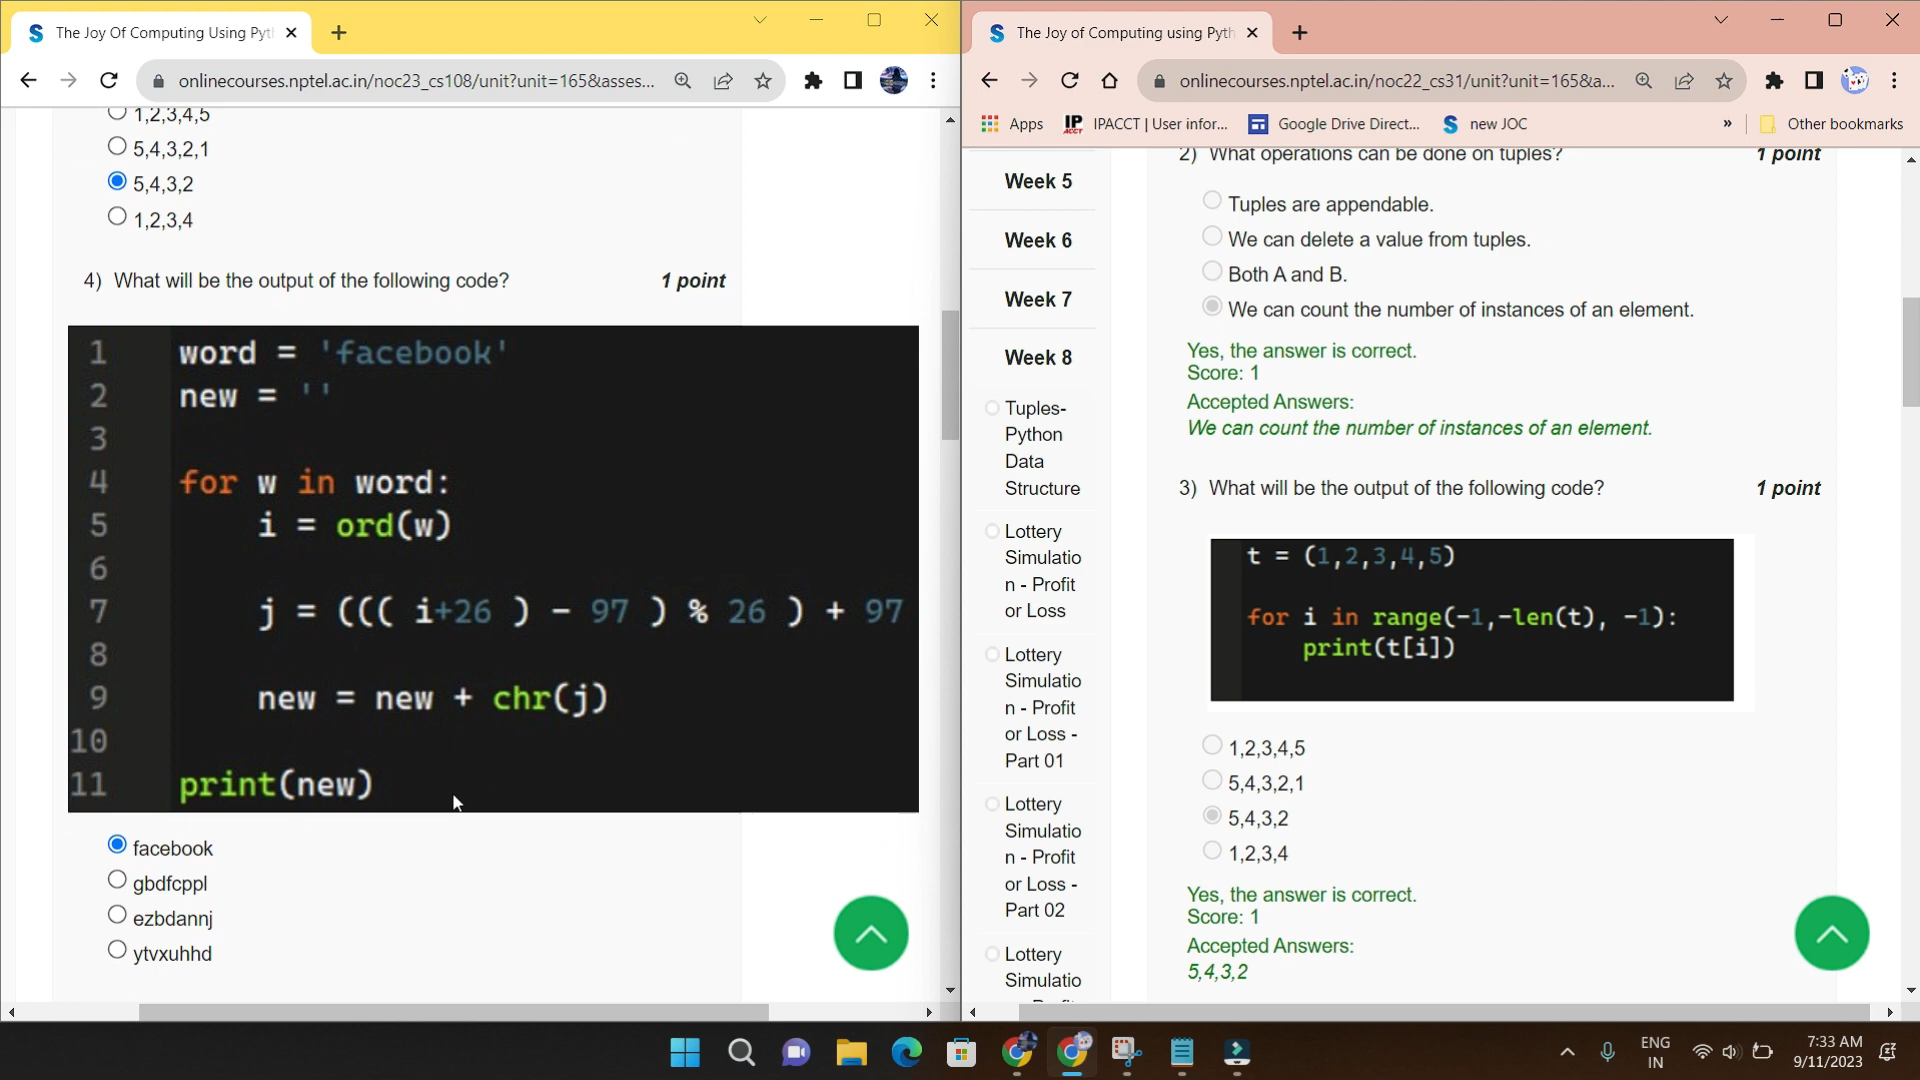 The Joy Of Computing Using Pyt
onlinecourses.nptel.ac.in/noc23_cs108/unit?unit=165&asses...
1,2,3,4,5
5,4,3,2,1
5,4,3,2
1,2,3,4
4) What will be the output of the following code? 1 point
1 word = 'facebook'
2 new = ''
3
4 for w in word:
5 i = ord(w)
6
7 j = ((( i+26 ) - 97 ) % 26 ) + 97
8
9 new = new + chr(j)
10
11 print(new)
facebook
gbdfcppl
ezbdannj
ytvxuhhd
The Joy of Computing using Pyth
onlinecourses.nptel.ac.in/noc22_cs31/unit?unit=165&a...
Apps
IP ACCT
IPACCT | User infor...
Google Drive Direct...
new JOC
»
Other bookmarks
Week 5
Week 6
Week 7
Week 8
Tuples-
Python
Data
Structure
Lottery
Simulatio
n - Profit
or Loss
Lottery
Simulatio
n - Profit
or Loss -
Part 01
Lottery
Simulatio
n - Profit
or Loss -
Part 02
Lottery
Simulatio
2) What operations can be done on tuples? 1 point
Tuples are appendable.
We can delete a value from tuples.
Both A and B.
We can count the number of instances of an element.
Yes, the answer is correct.
Score: 1
Accepted Answers:
We can count the number of instances of an element.
3) What will be the output of the following code? 1 point
t = (1,2,3,4,5)
for i in range(-1,-len(t), -1):
print(t[i])
1,2,3,4,5
5,4,3,2,1
5,4,3,2
1,2,3,4
Yes, the answer is correct.
Score: 1
Accepted Answers:
5,4,3,2
ENG
IN
7:33 AM
9/11/2023